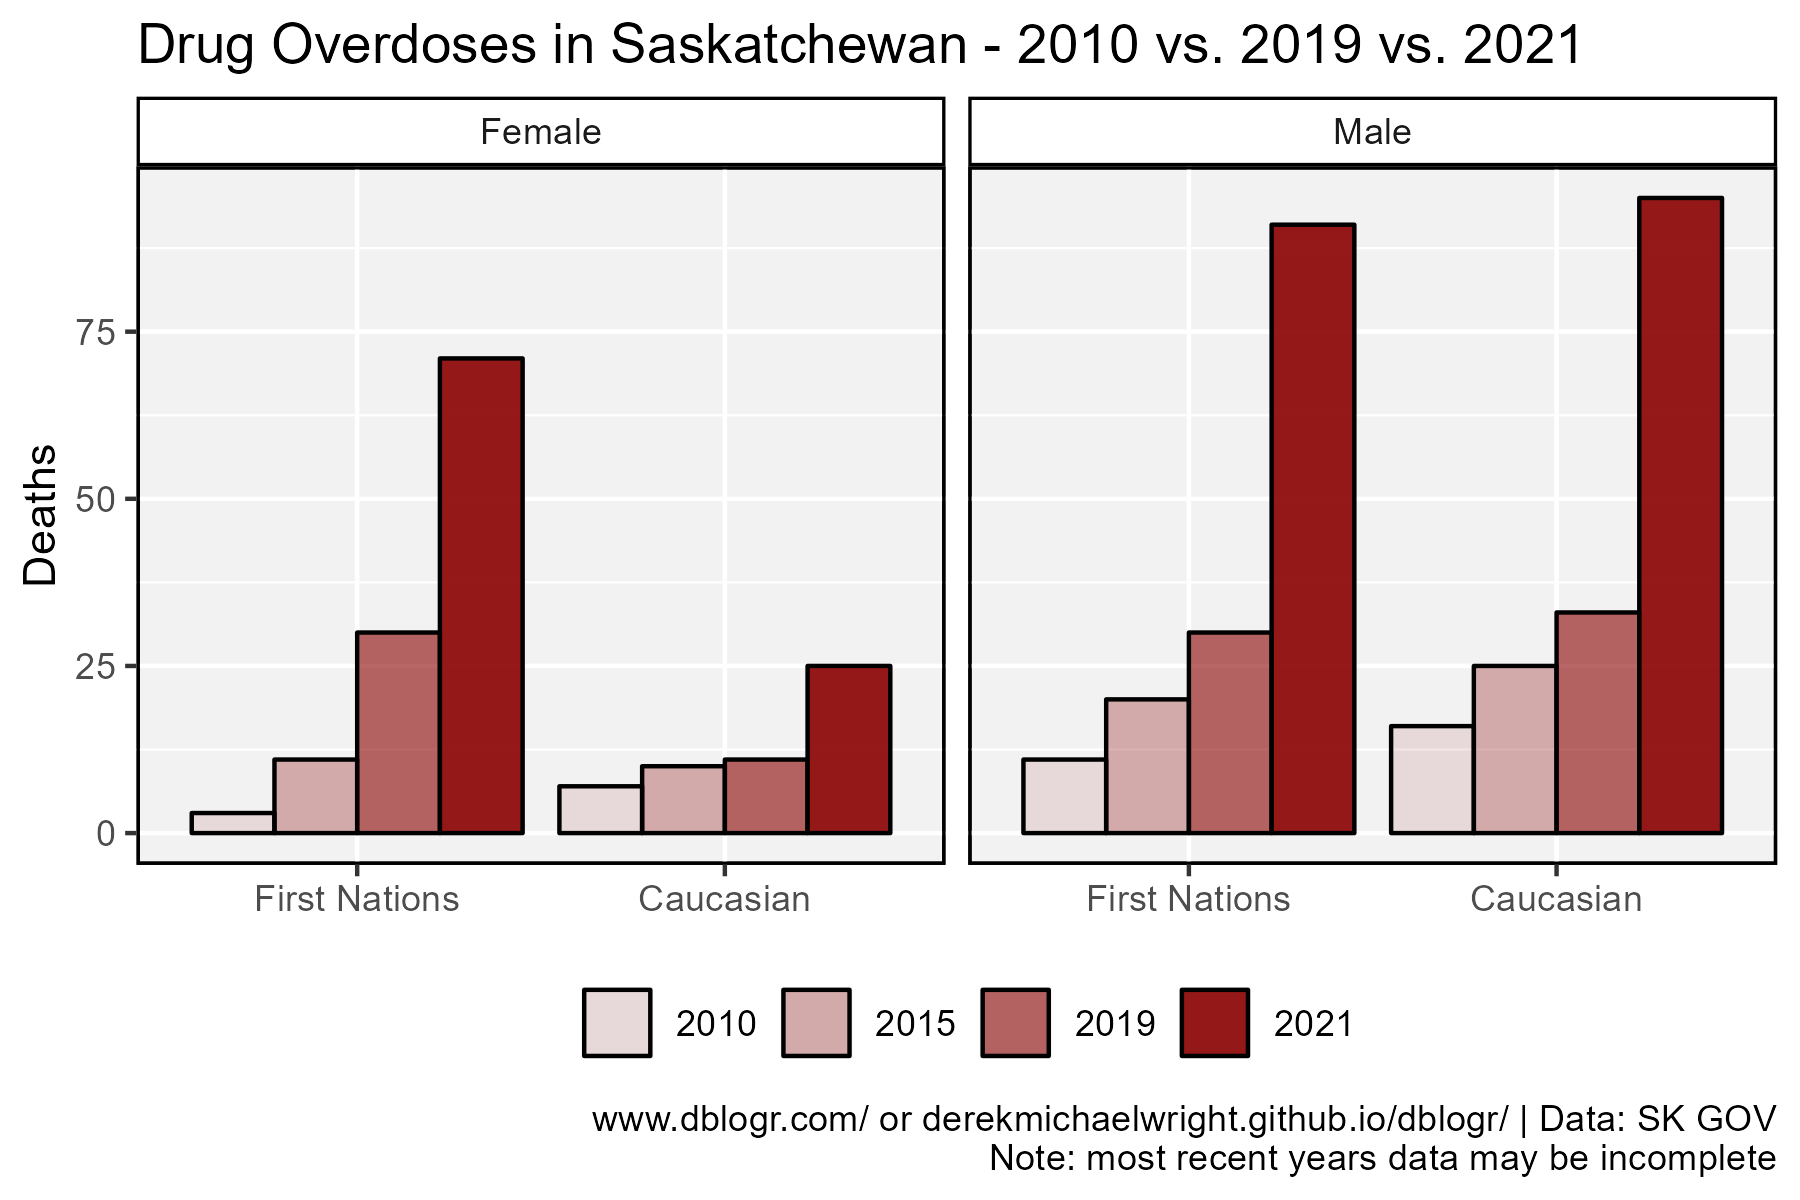 Drug Overdoses in Saskatchewan - 2010 vs. 2019 vs. 2021
Female
Male
Deaths
75
50
25
0
First Nations
Caucasian
First Nations
Caucasian
2010
2015
2019
2021
www.dblogr.com/ or derekmichaelwright.github.io/dblogr/ | Data: SK GOV
Note: most recent years data may be incomplete